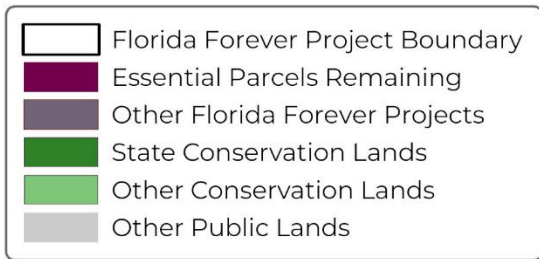 Florida Forever Project Boundary
Essential Parcels Remaining
Other Florida Forever Projects
State Conservation Lands
Other Conservation Lands
Other Public Lands